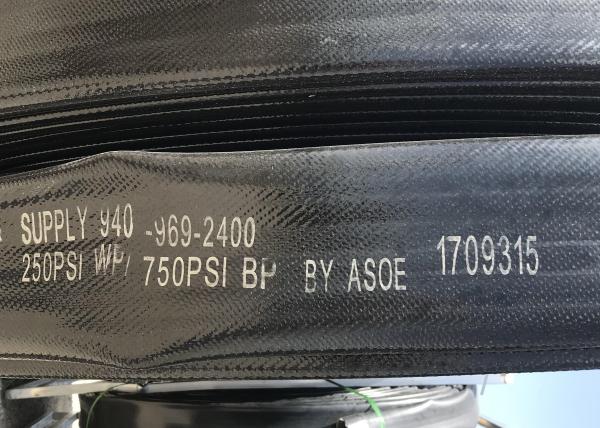 SUPPLY 940-969-2400
250PSI WP, 750PSI BP BY ASOE 1709315